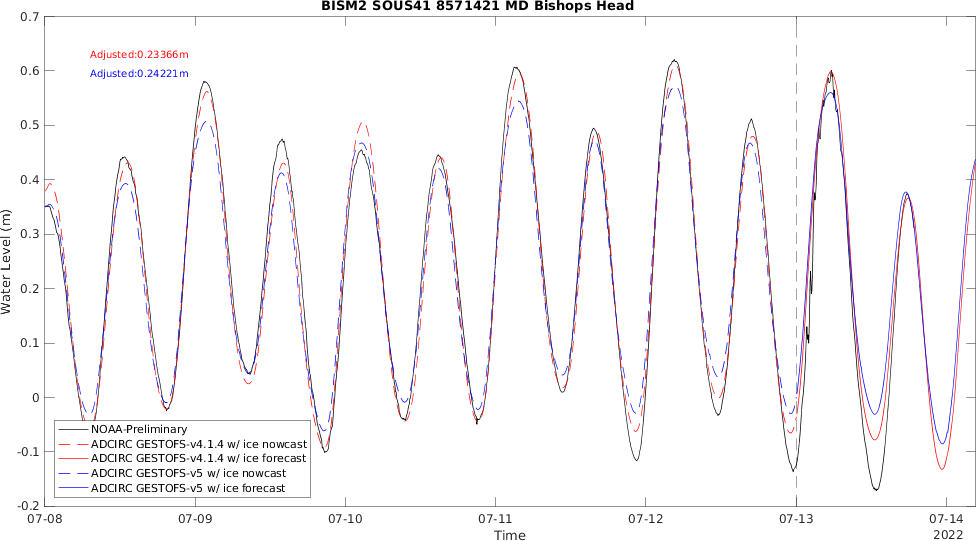 BISM2 SOUS41 8571421 MD Bishops Head
Adjusted:0.23366m
Adjusted:0.24221m
0.7
0.6
0.5
0.4
0.3
0.2
0.1
0
-0.1
-0.2
Water Level (m)
NOAA-Preliminary
ADCIRC GESTOFS-v4.1.4 w/ ice nowcast
ADCIRC GESTOFS-v4.1.4 w/ ice forecast
ADCIRC GESTOFS-v5 w/ ice nowcast
ADCIRC GESTOFS-v5 w/ ice forecast
07-08 07-09 07-10 07-11 07-12 07-13 07-14
Time
2022